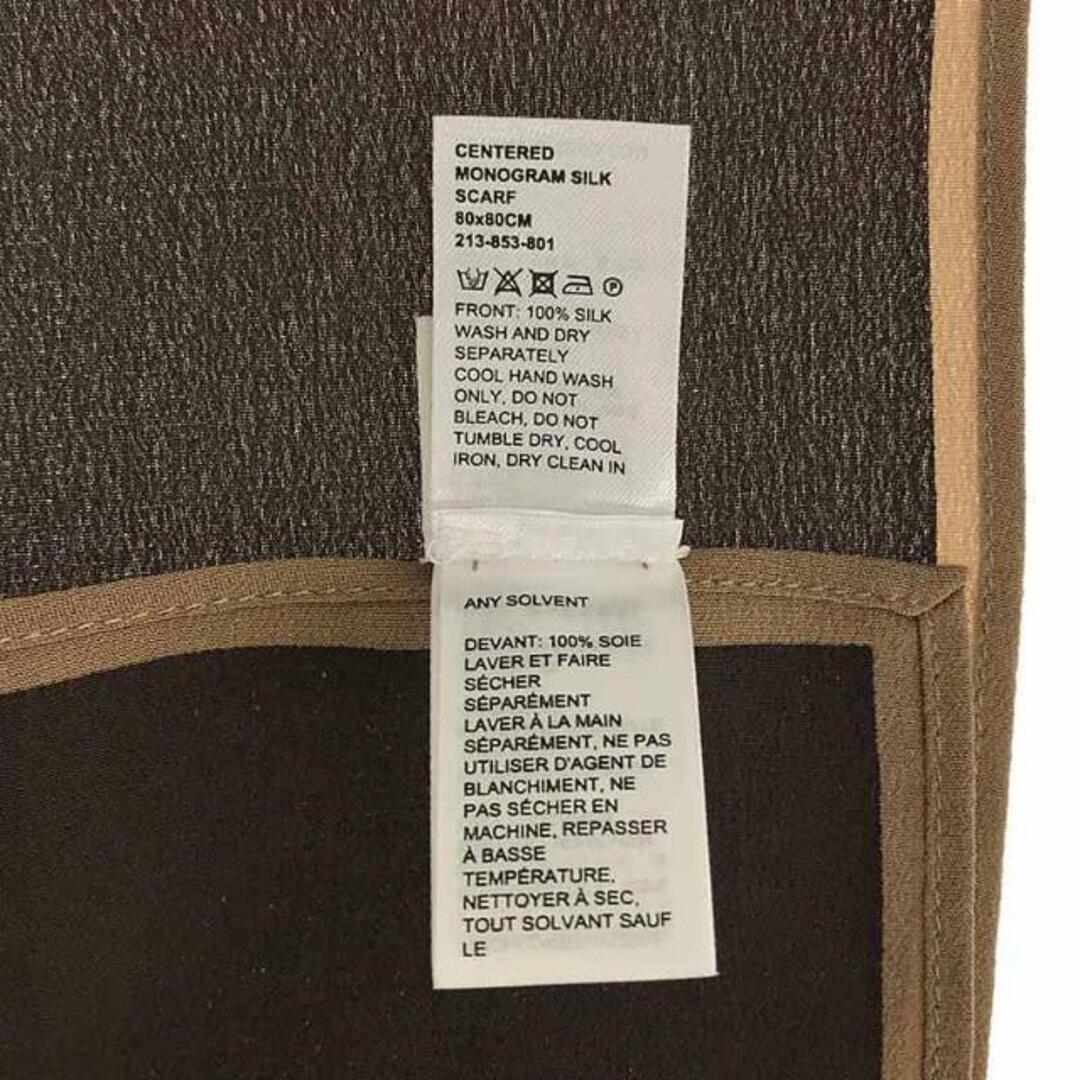 CENTERED
MONOGRAM SILK
SCARF
80x80CM
213-853-801
P
FRONT: 100% SILK
WASH AND DRY
SEPARATELY
COOL HAND WASH
ONLY, DO NOT
BLEACH, DO NOT
TUMBLE DRY, COOL
IRON, DRY CLEAN IN
ANY SOLVENT
DEVANT: 100% SOIE
LAVER ET FAIRE
SÉCHER
SÉPARÉMENT
LAVER À LA MAIN
SÉPARÉMENT, NE PAS
UTILISER D'AGENT DE
BLANCHIMENT, NE
PAS SÉCHER EN
MACHINE, REPASSER
À BASSE
TEMPÉRATURE,
NETTOYER À SEC,
TOUT SOLVANT SAUF
LE